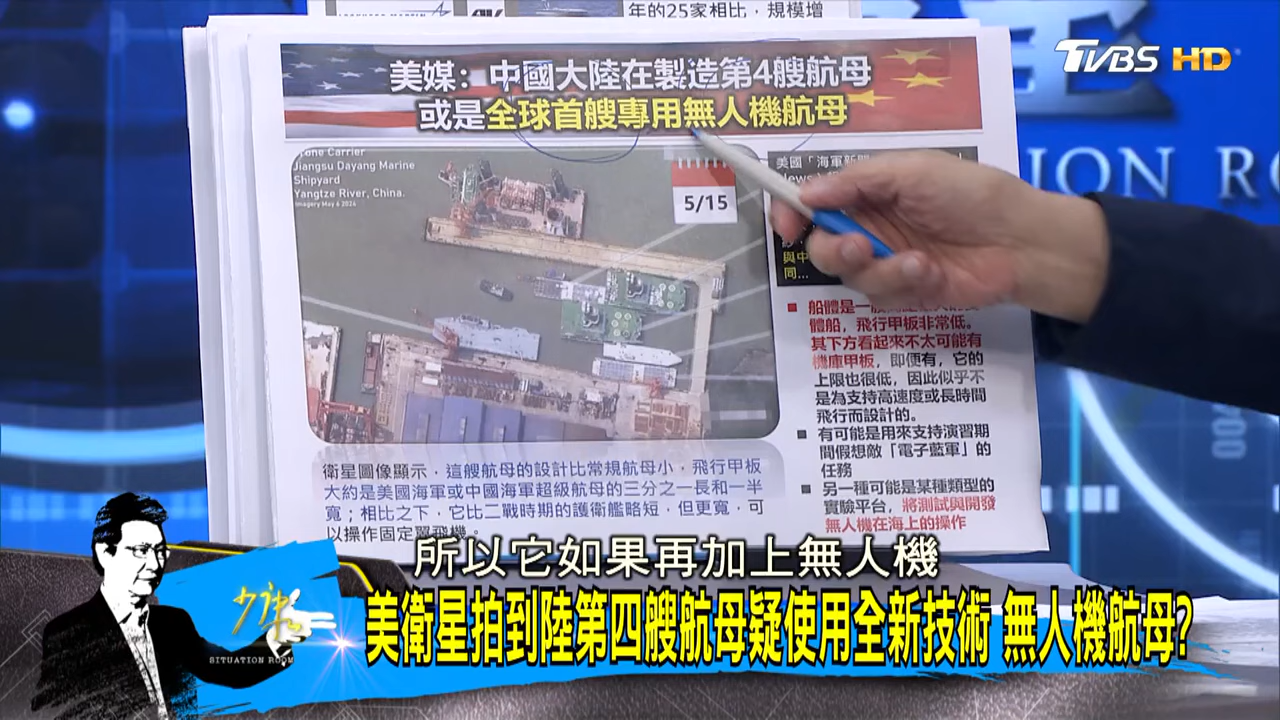 年的25家相比，規模增
TVBS HD
美媒：中國大陸在製造第4艘航母
或是全球首艘專用無人機航母
Drone Carrier
Jiangsu Dayang Marine
Shipyard
Yangtze River, China.
Imagery May 6 2024
5/15
美國「海軍新聞
News
與中
同...
ION RO
船體是一
體船，飛行甲板非常低。
其下方看起來不太可能有
機庫甲板，即便有，它的
上限也很低，因此似乎不
是為支持高速度或長時間
飛行而設計的。
有可能是用來支持演習期
間假想敵「電子藍軍」的
任務
另一種可能是某種類型的
實驗平台，將測試與開發
無人機在海上的操作
衛星圖像顯示，這艘航母的設計比常規航母小，飛行甲板
大約是美國海軍或中國海軍超級航母的三分之一長和一半
寬；相比之下，它比二戰時期的護衛艦略短，但更寬，可
以操作固定翼飛機。
所以它如果再加上無人機
美衛星拍到陸第四艘航母疑使用全新技術 無人機航母?
SITUATION ROOM